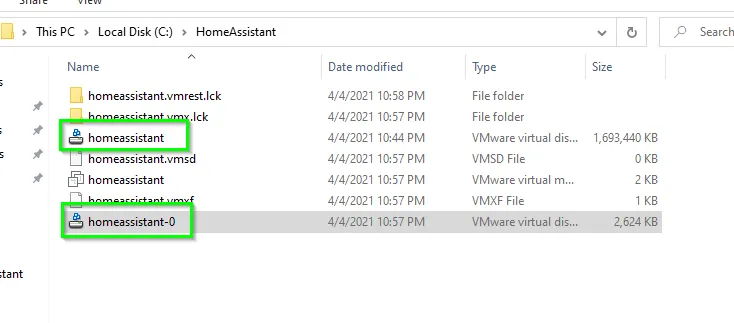 Share View
This PC > Local Disk (C:) > HomeAssistant Search
Name Date modified Type Size
homeassistant.vmrest.lck 4/4/2021 10:58 PM File folder
homeassistant.vmx.lck 4/4/2021 10:57 PM File folder
homeassistant 4/4/2021 10:44 PM VMware virtual dis... 1,693,440 KB
homeassistant.vmsd 4/4/2021 10:57 PM VMSD File 0 KB
homeassistant 4/4/2021 10:57 PM VMware virtual m... 2 KB
homeassistant.vmxf 4/4/2021 10:57 PM VMXF File 1 KB
homeassistant-0 4/4/2021 10:57 PM VMware virtual dis... 2,624 KB